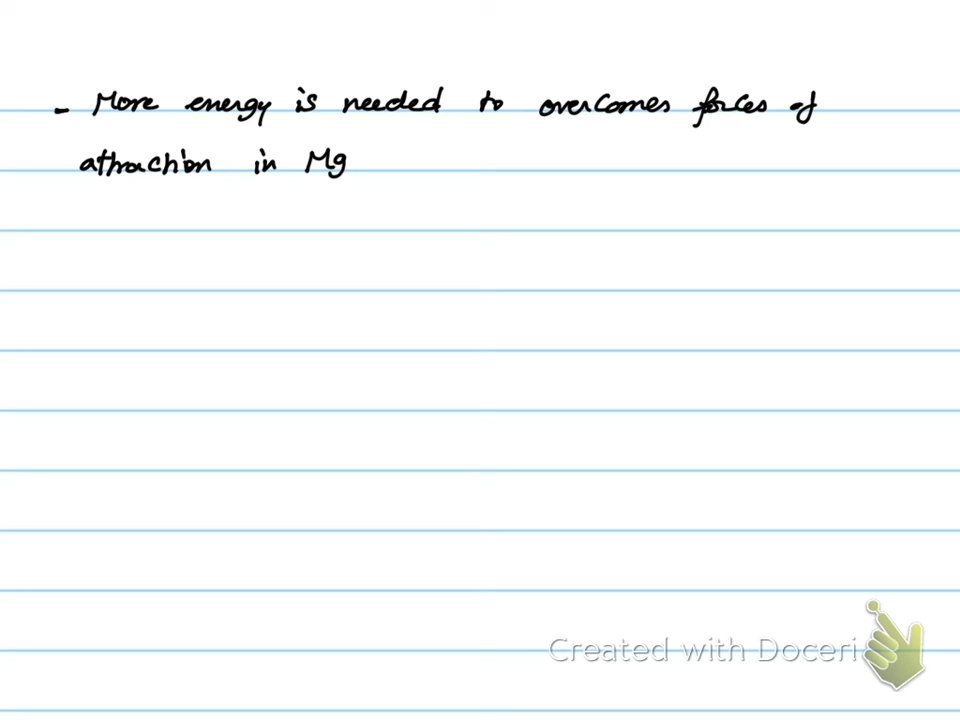 - More energy is needed to overcomes forces of
attraction in Mg
Created with Doceri